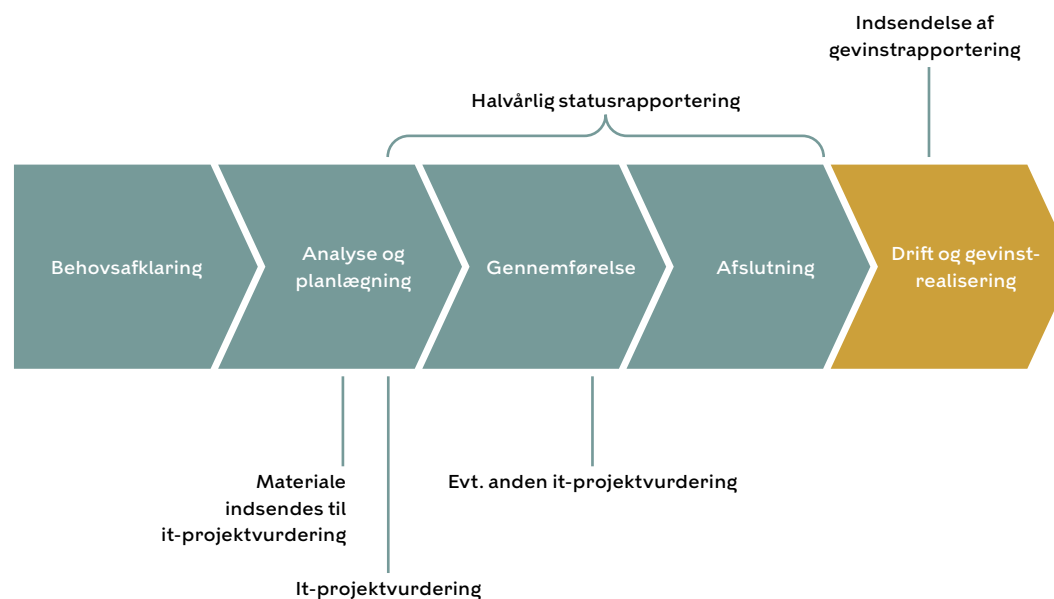 Indsendelse af
gevinstrapportering
Halvårlig statusrapportering
Behovsafklaring
Analyse og
planlægning
Gennemførelse
Afslutning
Drift og gevinst-
realisering
Materiale
indsendes til
it-projektvurdering
Evt. anden it-projektvurdering
It-projektvurdering